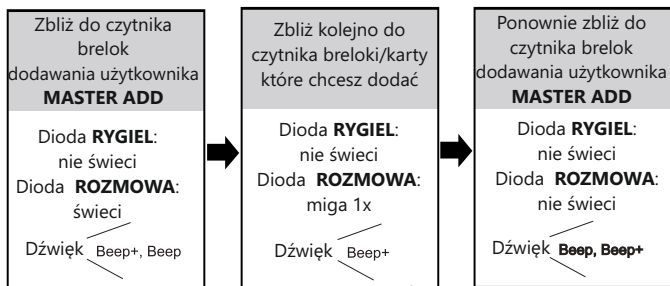 Zbliż do czytnika
brelok
dodawania użytkownika
MASTER ADD
Dioda RYGIEL:
nie świeci
Dioda ROZMOWA:
świeci
Dźwięk Beep+, Beep
Zbliż kolejno do
czytnika breloki/karty
które chcesz dodać
Dioda RYGIEL:
nie świeci
Dioda ROZMOWA:
miga 1x
Dźwięk Beep+
Ponownie zbliż do
czytnika brelok
dodawania użytkownika
MASTER ADD
Dioda RYGIEL:
nie świeci
Dioda ROZMOWA:
nie świeci
Dźwięk Beep, Beep+